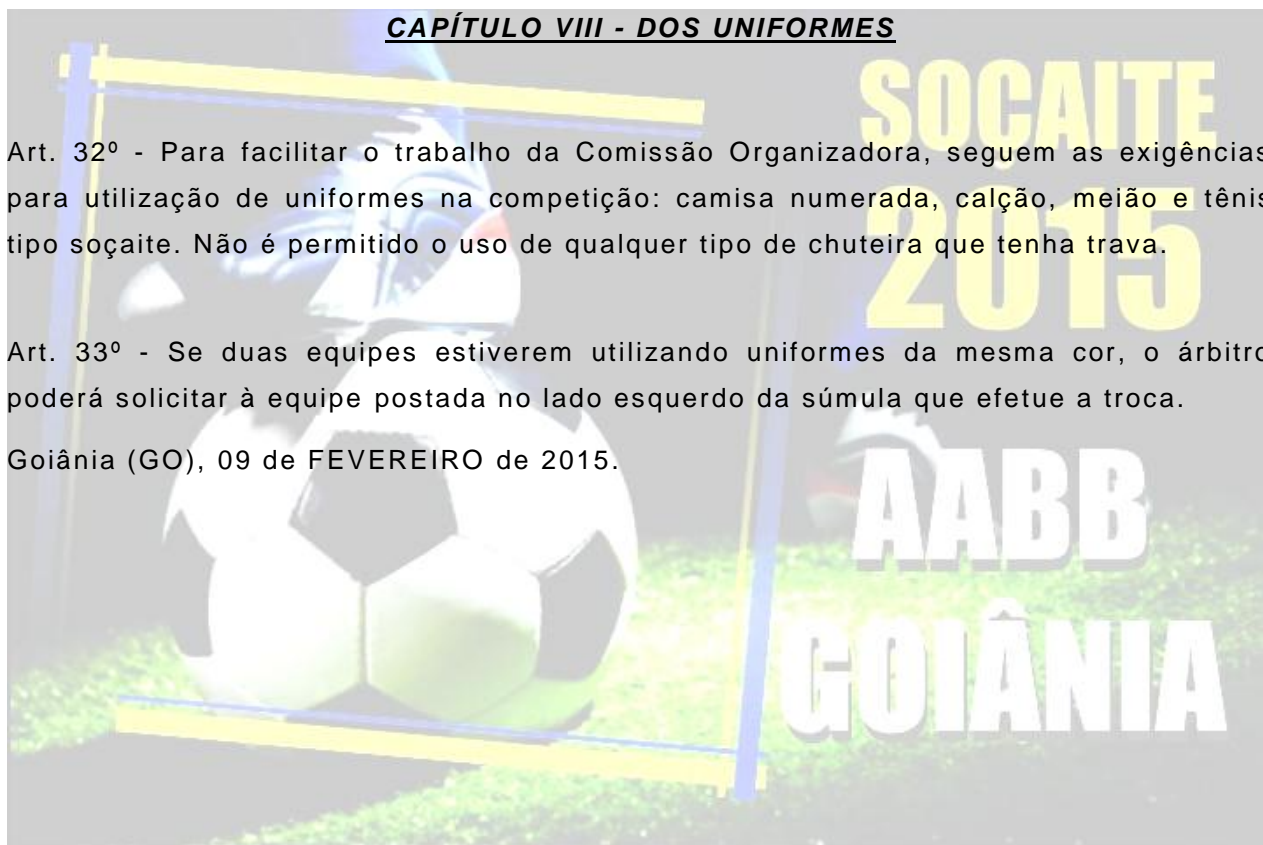 CAPÍTULO VIII - DOS UNIFORMES
SOÇAITE
2015
Art. 32º - Para facilitar o trabalho da Comissão Organizadora, seguem as exigências
para utilização de uniformes na competição: camisa numerada, calção, meião e tênis
tipo soçaite. Não é permitido o uso de qualquer tipo de chuteira que tenha trava.
Art. 33º - Se duas equipes estiverem utilizando uniformes da mesma cor, o árbitro
poderá solicitar à equipe postada no lado esquerdo da súmula que efetue a troca.
Goiânia (GO), 09 de FEVEREIRO de 2015.
AABB
GOIÂNIA